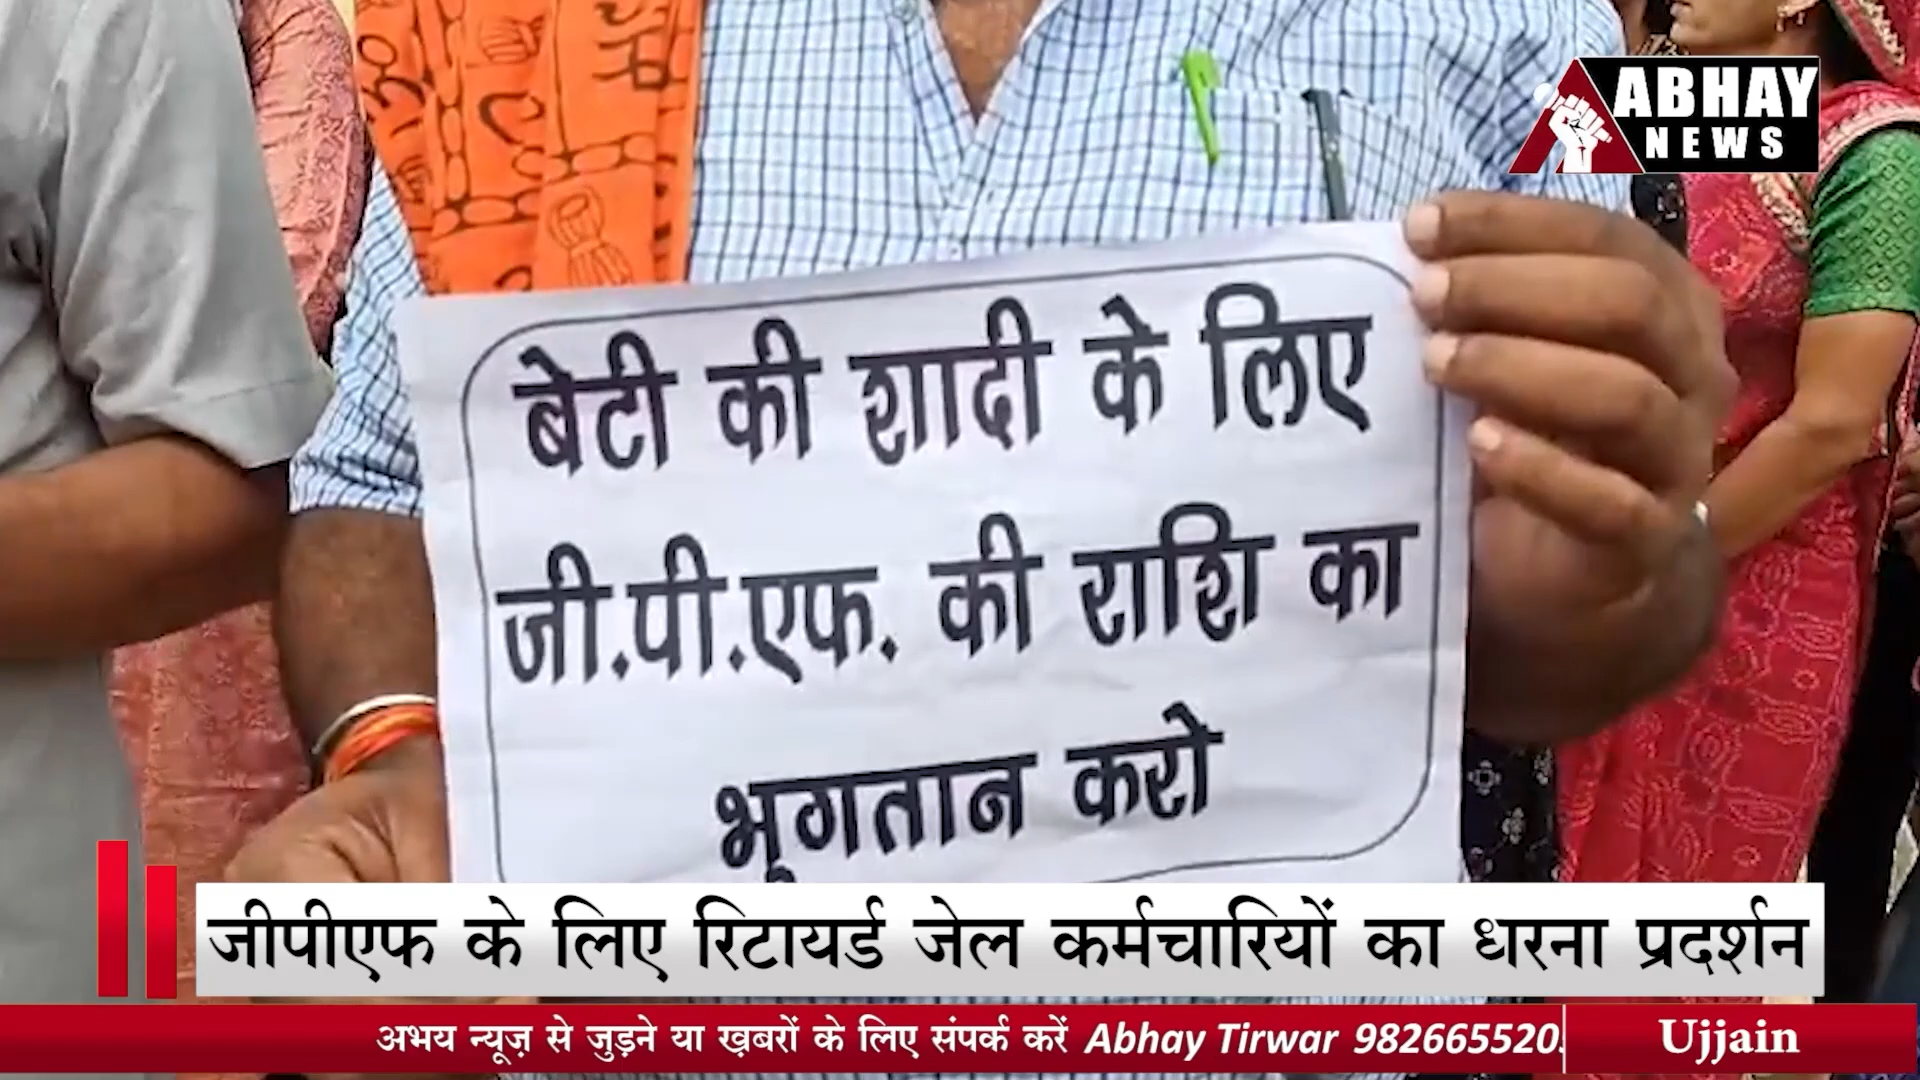 ABHAY
NEWS
बेटी की शादी के लिए
जी.पी.एफ. की राशि का
भूगतान करो
जीपीएफ के लिए रिटायर्ड जेल कर्मचारियों का धरना प्रदर्शन
अभय न्यूज़ से जुड़ने या ख़बरों के लिए संपर्क करें Abhay Tirwar 982665520
Ujjain